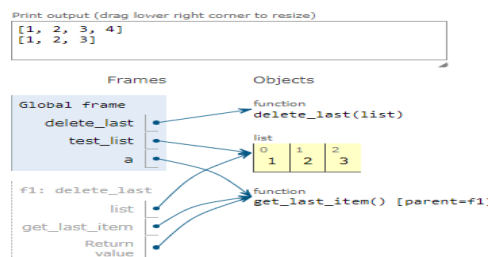 Print output (drag lower right corner to resize)
[1, 2, 3, 4]
[1, 2, 3]
Frames
Objects
Global frame
delete_last
test_list
a
function
delete_last(list)
list
0 1 2
1 2 3
function
get_last_item() [parent=f1]
f1: delete_last
list
get_last_item
Return
value